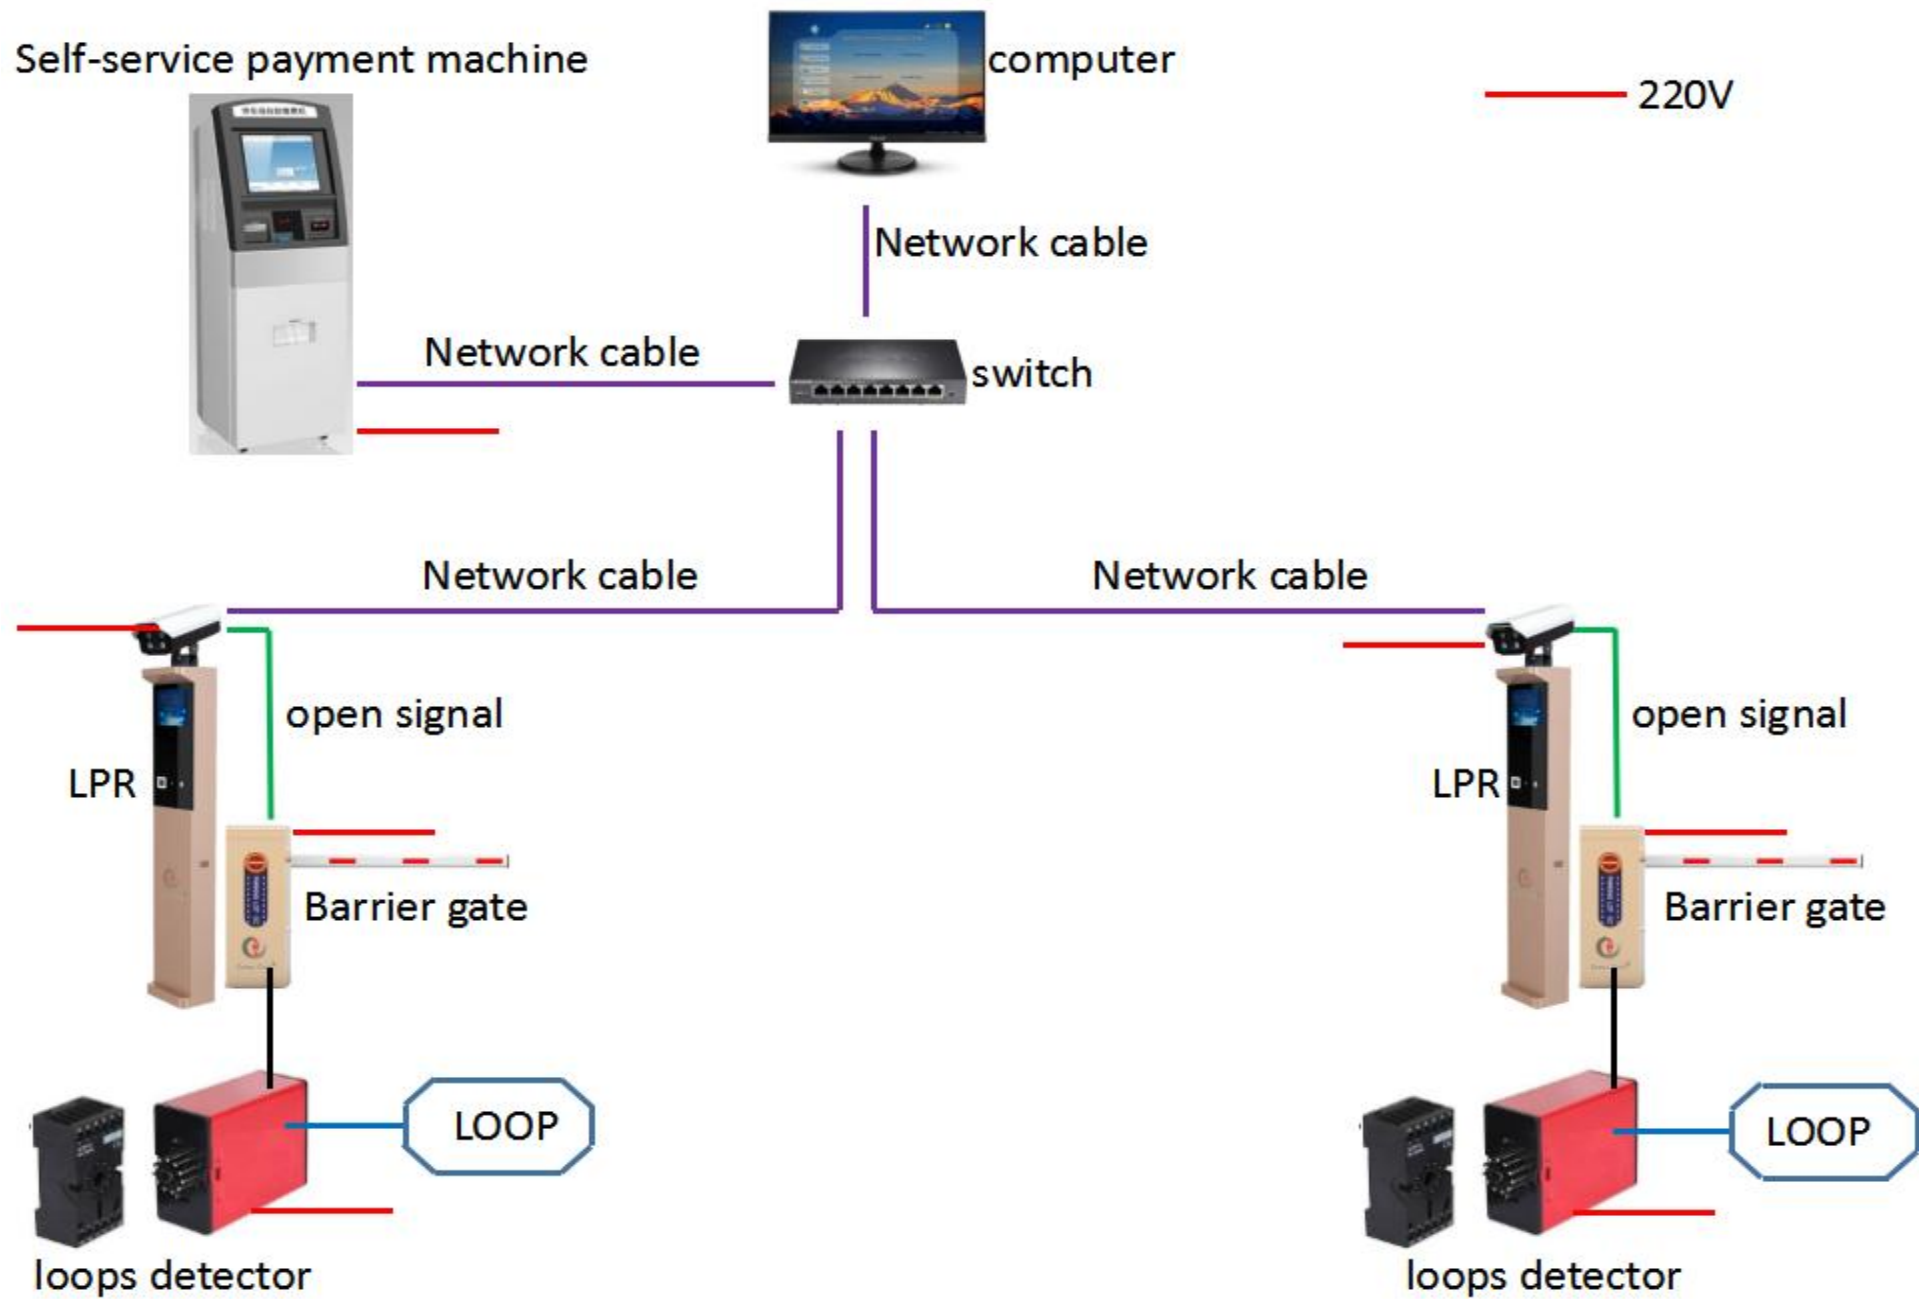 Self-service payment machine
computer
220V
Network cable
Network cable
switch
Network cable
Network cable
open signal
open signal
LPR
LPR
Barrier gate
Barrier gate
LOOP
LOOP
loops detector
loops detector